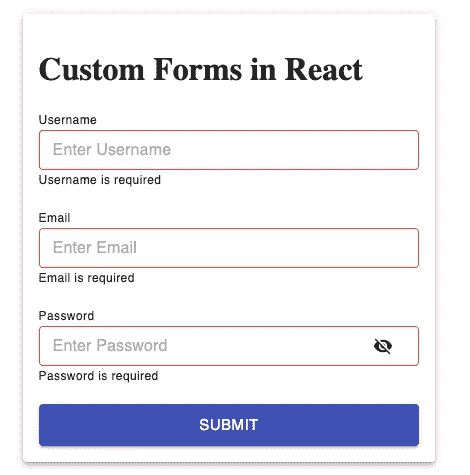 Custom Forms in React
Username
Enter Username
Username is required
Email
Enter Email
Email is required
Password
Enter Password
Password is required
SUBMIT